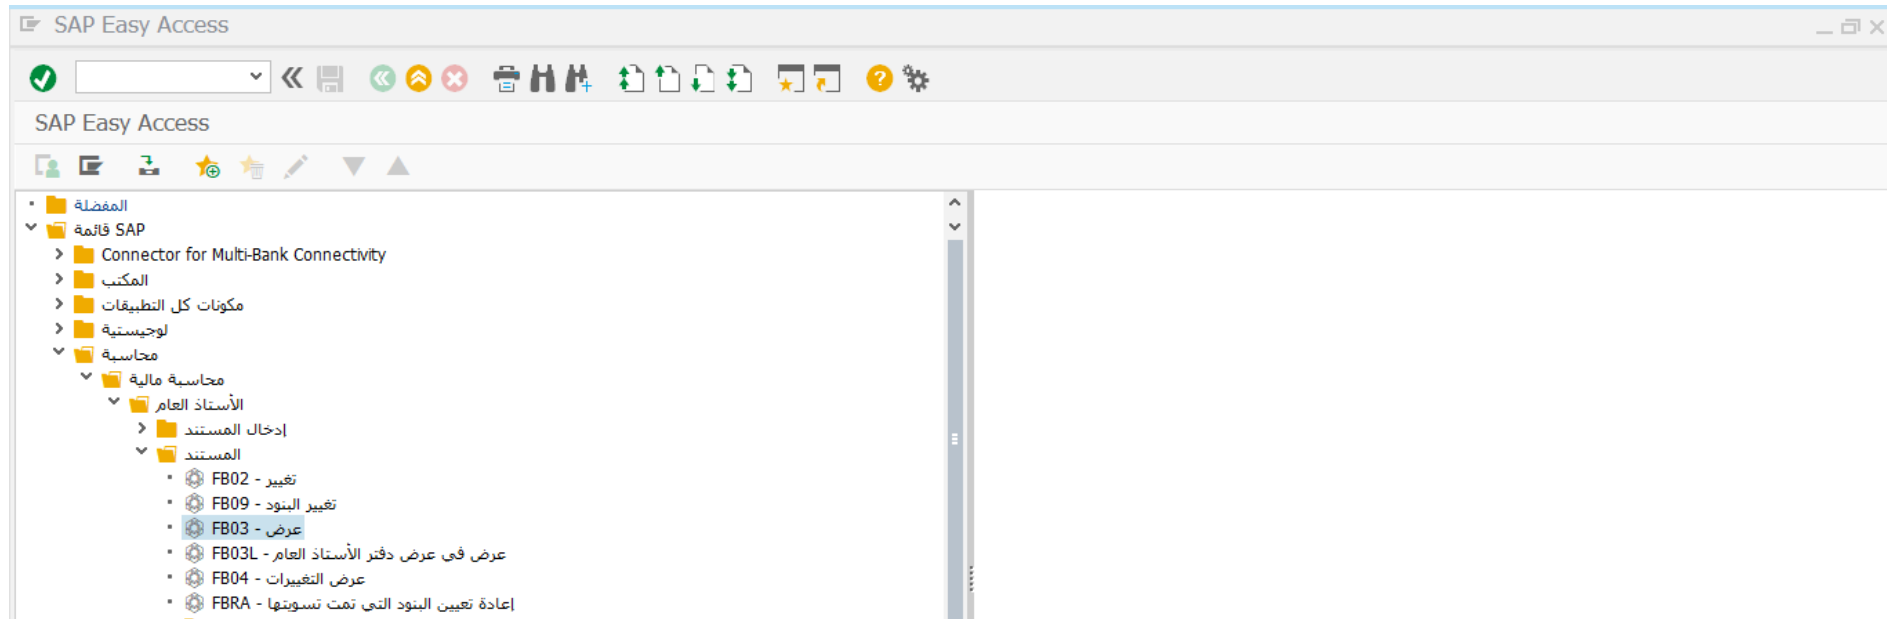 SAP Easy Access
SAP Easy Access
المفضلة
قائمة SAP
Connector for Multi-Bank Connectivity
المكتب
مكونات كل التطبيقات
لوجيستية
محاسبة
محاسبة مالية
الأستاذ العام
إدخال المستند
المستند
FB02 - تغيير
FB09 - تغيير البنود
FB03 - عرض
FB03L - عرض في عرض دفتر الأستاذ العام
FB04 - عرض التغييرات
FBRA - إعادة تعيين البنود التي تمت تسويتها